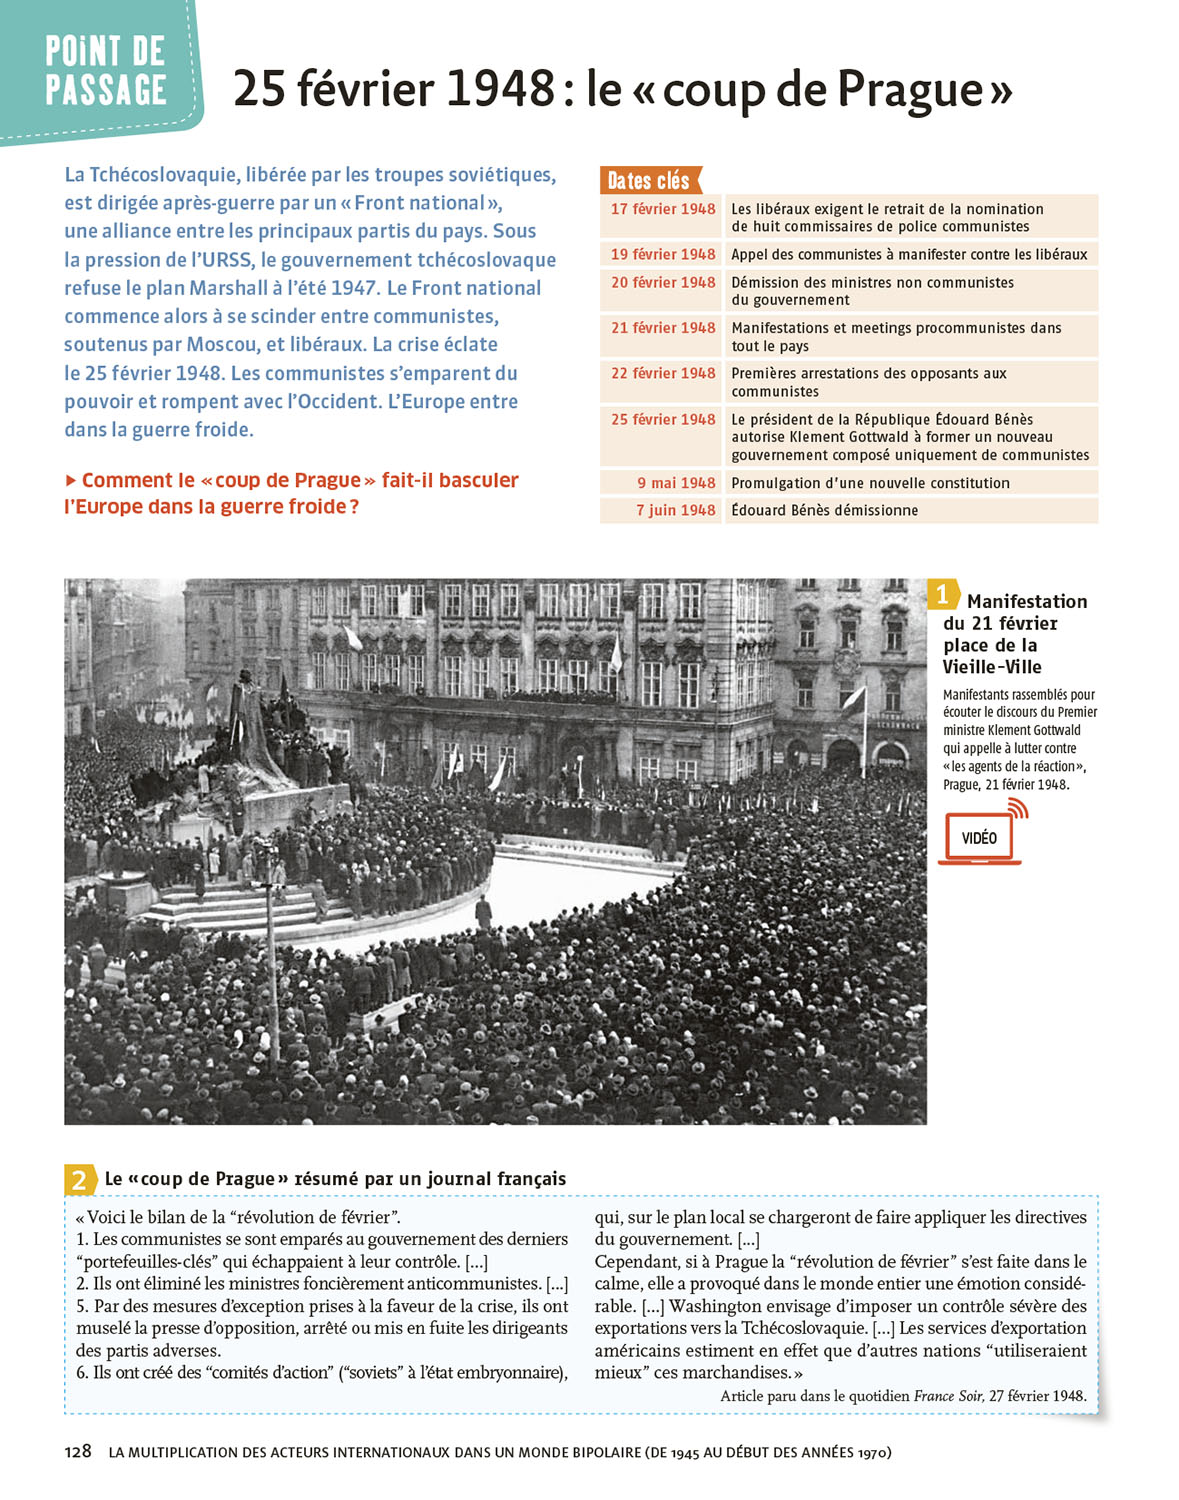 POINT DE
PASSAGE
25 février 1948 : le « coup de Prague »
La Tchécoslovaquie, libérée par les troupes soviétiques,
est dirigée après-guerre par un « Front national »,
une alliance entre les principaux partis du pays. Sous
la pression de l’URSS, le gouvernement tchécoslovaque
refuse le plan Marshall à l’été 1947. Le Front national
commence alors à se scinder entre communistes,
soutenus par Moscou, et libéraux. La crise éclate
le 25 février 1948. Les communistes s’emparent du
pouvoir et rompent avec l’Occident. L’Europe entre
dans la guerre froide.
▶ Comment le « coup de Prague » fait-il basculer
l’Europe dans la guerre froide ?
Dates clés
17 février 1948 Les libéraux exigent le retrait de la nomination
de huit commissaires de police communistes
19 février 1948 Appel des communistes à manifester contre les libéraux
20 février 1948 Démission des ministres non communistes
du gouvernement
21 février 1948 Manifestations et meetings procommunistes dans
tout le pays
22 février 1948 Premières arrestations des opposants aux
communistes
25 février 1948 Le président de la République Édouard Bénès
autorise Klement Gottwald à former un nouveau
gouvernement composé uniquement de communistes
9 mai 1948 Promulgation d’une nouvelle constitution
7 juin 1948 Édouard Bénès démissionne
1 Manifestation
du 21 février
place de la
Vieille-Ville
Manifestants rassemblés pour
écouter le discours du Premier
ministre Klement Gottwald
qui appelle à lutter contre
« les agents de la réaction »,
Prague, 21 février 1948.
VIDÉO
2 Le « coup de Prague » résumé par un journal français
« Voici le bilan de la “révolution de février”.
1. Les communistes se sont emparés au gouvernement des derniers
“portefeuilles-clés” qui échappaient à leur contrôle. [...]
2. Ils ont éliminé les ministres foncièrement anticommunistes. [...]
5. Par des mesures d’exception prises à la faveur de la crise, ils ont
muselé la presse d’opposition, arrêté ou mis en fuite les dirigeants
des partis adverses.
6. Ils ont créé des “comités d’action” (“soviets” à l’état embryonnaire),
qui, sur le plan local se chargeront de faire appliquer les directives
du gouvernement. [...]
Cependant, si à Prague la “révolution de février” s’est faite dans le
calme, elle a provoqué dans le monde entier une émotion considé-
rable. [...] Washington envisage d’imposer un contrôle sévère des
exportations vers la Tchécoslovaquie. [...] Les services d’exportation
américains estiment en effet que d’autres nations “utiliseraient
mieux” ces marchandises. »
Article paru dans le quotidien France Soir, 27 février 1948.
128 LA MULTIPLICATION DES ACTEURS INTERNATIONAUX DANS UN MONDE BIPOLAIRE (DE 1945 AU DÉBUT DES ANNÉES 1970)